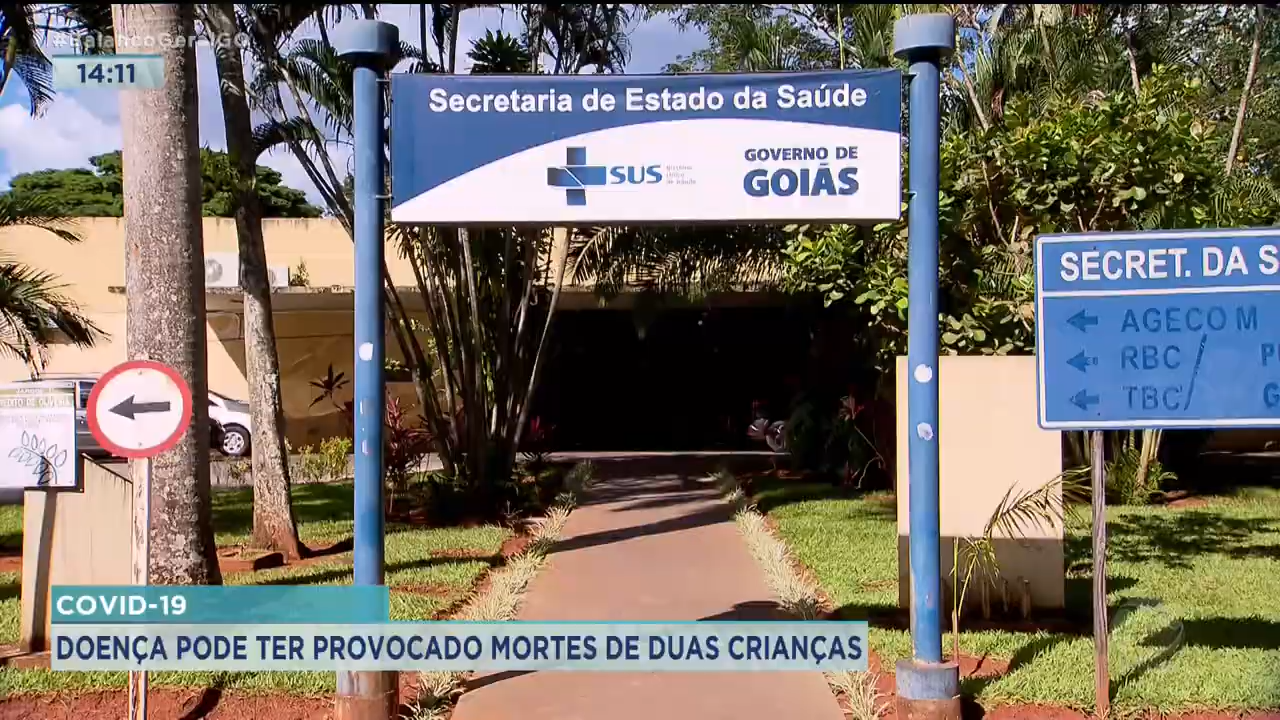 #BalancoGeralGO
14:11
Secretaria de Estado da Saúde
SUS
GOVERNO DE
GOIÁS
SECRET. DA S
AGECOM
RBC
TBC
COVID-19
DOENÇA PODE TER PROVOCADO MORTES DE DUAS CRIANÇAS